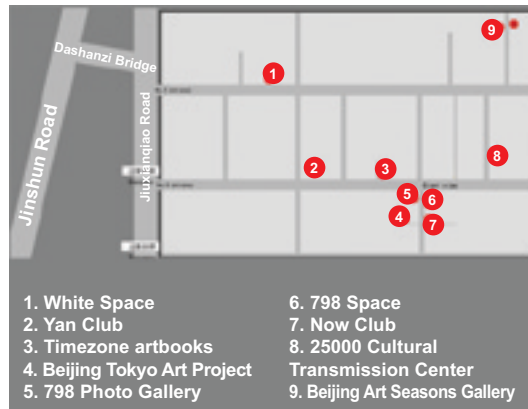 9
1
Dashanzi Bridge
Jinshun Road
Jiuxianqiao Road
2
3
8
5
6
4
7
1. White Space
2. Yan Club
3. Timezone artbooks
4. Beijing Tokyo Art Project
5. 798 Photo Gallery
6. 798 Space
7. Now Club
8. 25000 Cultural
Transmission Center
9. Beijing Art Seasons Gallery